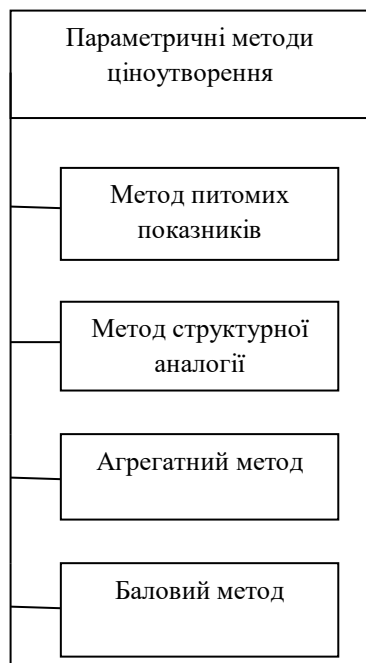 Параметричні методи
ціноутворення
Метод питомих
показників
Метод структурної
аналогії
Агрегатний метод
Баловий метод